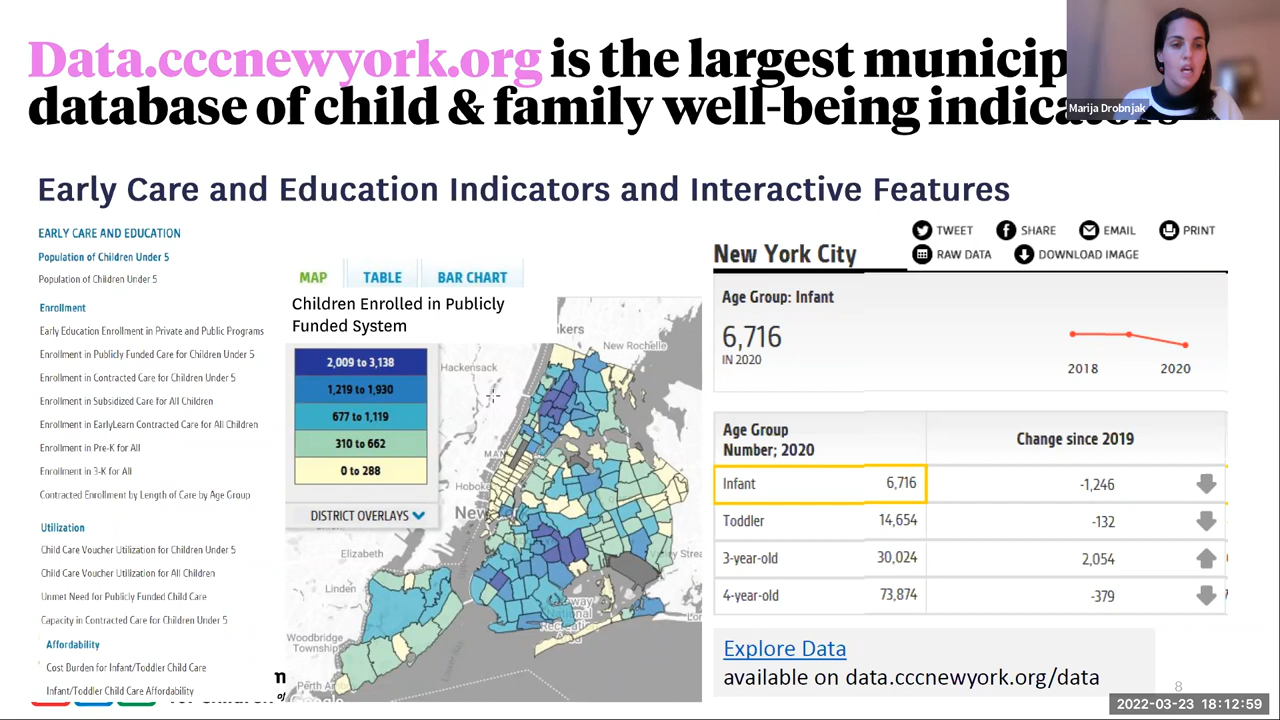 Data.cccnewyork.org is the largest municip
database of child & family well-being indicators
Marija Drobnjak
Early Care and Education Indicators and Interactive Features
EARLY CARE AND EDUCATION
Population of Children Under 5
Population of Children Under 5
Enrollment
Early Education Enrollment in Private and Public Programs
Enrollment in Publicly Funded Care for Children Under 5
Enrollment in Contracted Care for Children Under 5
Enrollment in Subsidized Care for All Children
Enrollment in EarlyLearn Contracted Care for All Children
Enrollment in Pre-K for All
Enrollment in 3-K for All
Contracted Enrollment by Length of Care by Age Group
Utilization
Child Care Voucher Utilization for Children Under 5
Child Care Voucher Utilization for All Children
Unmet Need for Publicly Funded Child Care
Capacity in Contracted Care for Children Under 5
Affordability
Cost Burden for Infant/Toddler Child Care
Infant/Toddler Child Care Affordability
MAP TABLE BAR CHART
Children Enrolled in Publicly
Funded System
2,009 to 3,138
1,219 to 1,930
677 to 1,119
310 to 662
0 to 288
DISTRICT OVERLAYS
kers
New Rochelle
Hackensack
MAN
Hoboke
New
Elizabeth
Linden
Woodbridge
Township
Perth A
ley Strea
Lower Bay
TWEET SHARE EMAIL PRINT
RAW DATA DOWNLOAD IMAGE
New York City
Age Group: Infant
6,716
IN 2020
2018 2020
Age Group
Number; 2020 Change since 2019
Infant 6,716 -1,246
Toddler 14,654 -132
3-year-old 30,024 2,054
4-year-old 73,874 -379
Explore Data
available on data.cccnewyork.org/data
8
2022-03-23 18:12:59